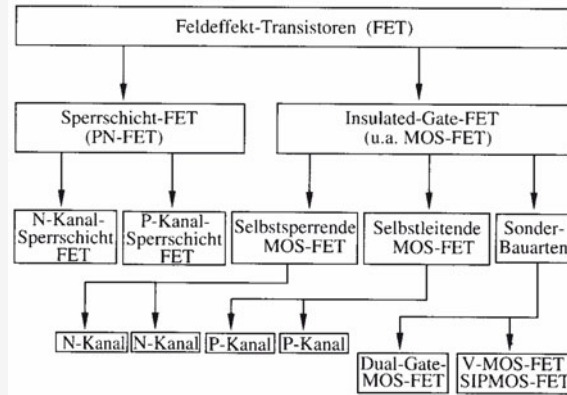 Feldeffekt-Transistoren (FET)
Sperrschicht-FET
(PN-FET)
Insulated-Gate-FET
(u.a. MOS-FET)
N-Kanal-
Sperrschicht
FET
P-Kanal-
Sperrschicht
FET
Selbstsperrende
MOS-FET
Selbstleitende
MOS-FET
Sonder-
Bauarten
N-Kanal
N-Kanal
P-Kanal
P-Kanal
Dual-Gate-
MOS-FET
V-MOS-FET
SIPMOS-FET